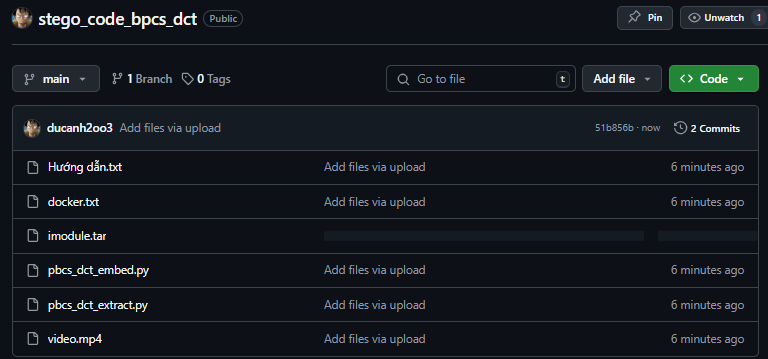 stego_code_bpcs_dct Public Pin Unwatch 1
main 1 Branch 0 Tags Go to file t Add file Code
ducanh2oo3 Add files via upload 51b856b · now 2 Commits
Hướng dẫn.txt Add files via upload 6 minutes ago
docker.txt Add files via upload 6 minutes ago
imodule.tar
pbcs_dct_embed.py Add files via upload 6 minutes ago
pbcs_dct_extract.py Add files via upload 6 minutes ago
video.mp4 Add files via upload 6 minutes ago